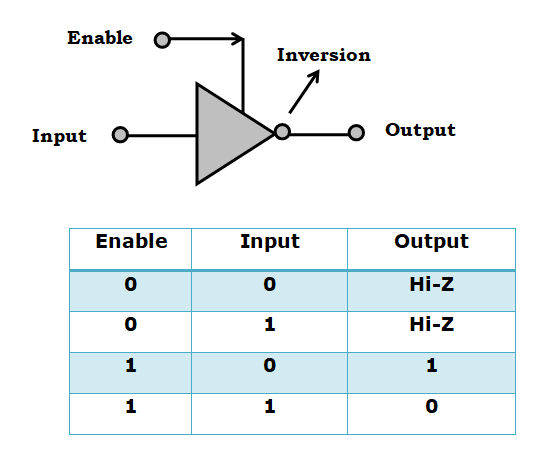 Enable
Inversion
Input
Output
Enable Input Output
0 0 Hi-Z
0 1 Hi-Z
1 0 1
1 1 0